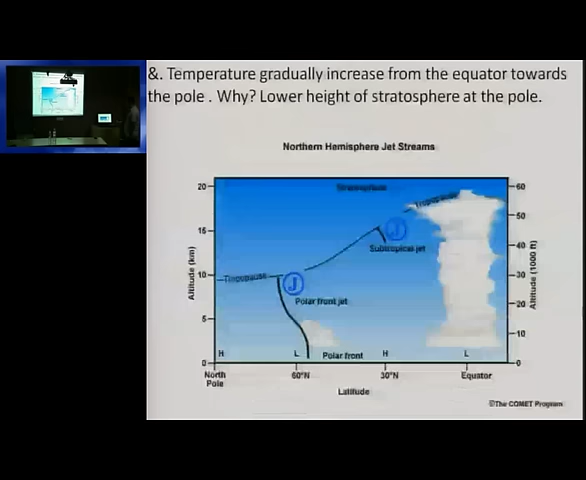 &. Temperature gradually increase from the equator towards
the pole . Why? Lower height of stratosphere at the pole.
Northern Hemisphere Jet Streams
Stratosphere
Tropopause
Subtropical jet
Tropopause
Polar front jet
Polar front
J
J
20
15
10
5
0
Altitude (km)
60
50
40
30
20
10
0
Altitude (1000 ft)
H
L
H
L
North
Pole
60°N
30°N
Equator
Latitude
©The COMET Program